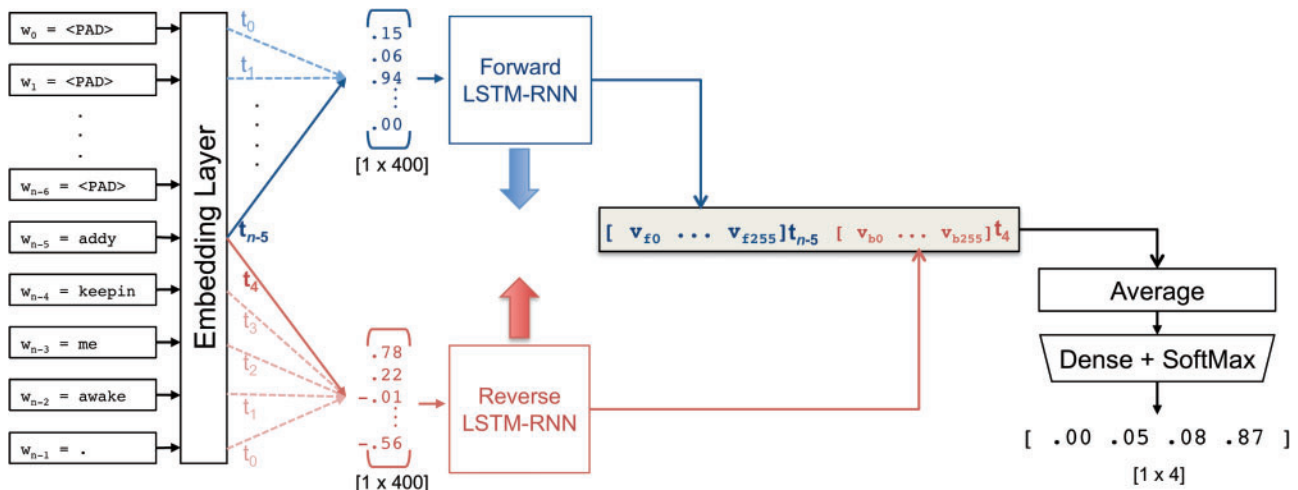 w0 = <PAD>
w1 = <PAD>
.
.
.
wn-6 = <PAD>
wn-5 = addy
wn-4 = keepin
wn-3 = me
wn-2 = awake
wn-1 = .
Embedding Layer
t0
t1
.
.
.
.
tn-5
t4
t3
t2
t1
t0
.15
.06
.94
⋮
.00
[1 x 400]
Forward
LSTM-RNN
.78
.22
-.01
⋮
-.56
[1 x 400]
Reverse
LSTM-RNN
[ vf0 ... vf255]tn-5 [ vb0 ... vb255]t4
Average
Dense + SoftMax
[ .00 .05 .08 .87 ]
[1 x 4]